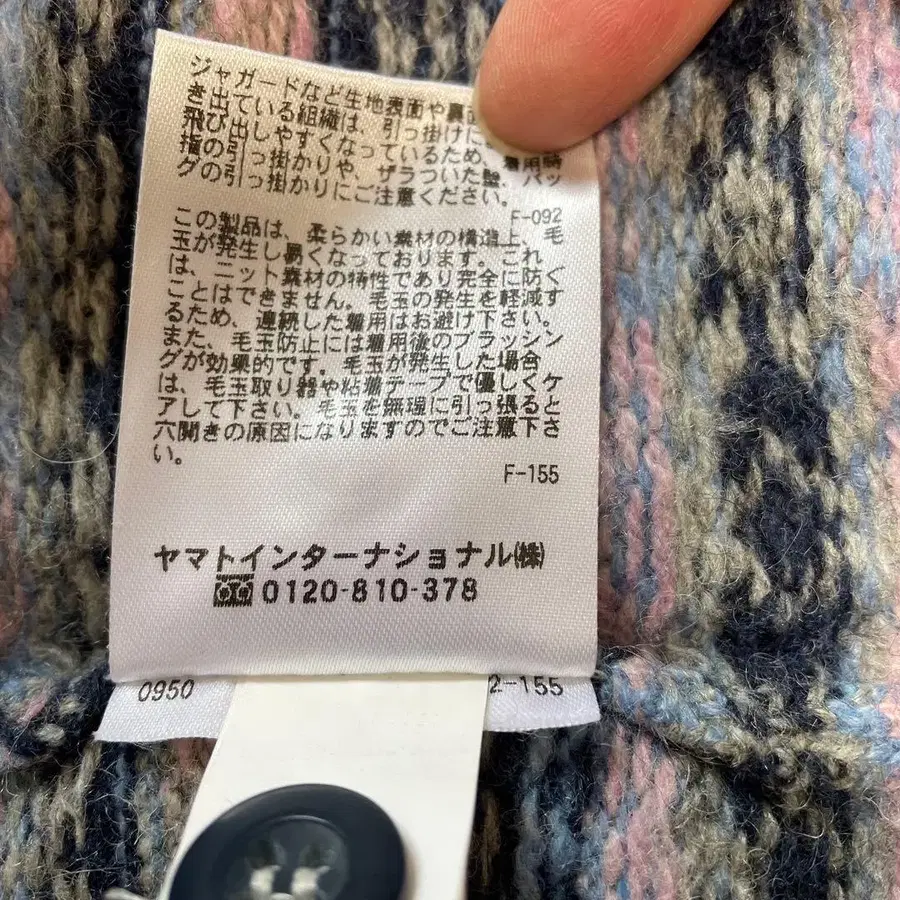 ジャガードなど生地表面や裏
き出ている組織は、引っ掛けに
飛び出しやすくなっているため、着用時
指の引っ掛かりや、ザラついた壁、バッ
グの引っ掛かりにご注意ください。
F-092
この製品は、柔らかい素材の構造上、毛
玉が発生し易くなっております。これ
は、ニット素材の特性であり完全に防ぐ
ことはできません。毛玉の発生を軽減す
るため、連続した着用はお避け下さい。
また、毛玉防止には着用後のブラッシン
グが効果的です。毛玉が発生した場合
は、毛玉取り器や粘着テープで優しくケ
アして下さい。毛玉を無理に引っ張ると
穴開きの原因になりますのでご注意下さ
い。
F-155
ヤマトインターナショナル㈱
0120-810-378
0950
2-155